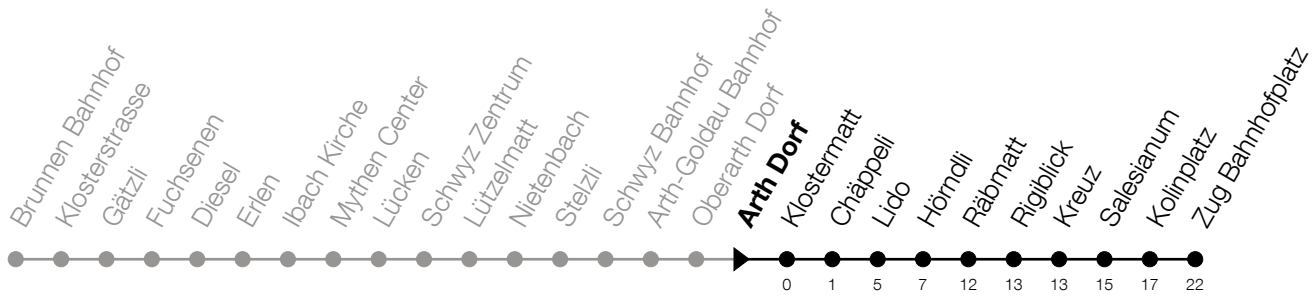 Brunnen Bahnhof
Klosterstrasse
Gätzli
Fuchsenen
Diesel
Erlen
Ibach Kirche
Mythen Center
Lücken
Schwyz Zentrum
Lützelmatt
Nietenbach
Stelzli
Schwyz Bahnhof
Arth-Goldau Bahnhof
Oberarth Dorf
Arth Dorf
Klostermatt
Chäppeli
Lido
Hörndli
Räbmatt
Rigiblick
Kreuz
Salesianum
Kolinplatz
Zug Bahnhofplatz
0 1 5 7 12 13 13 15 17 22